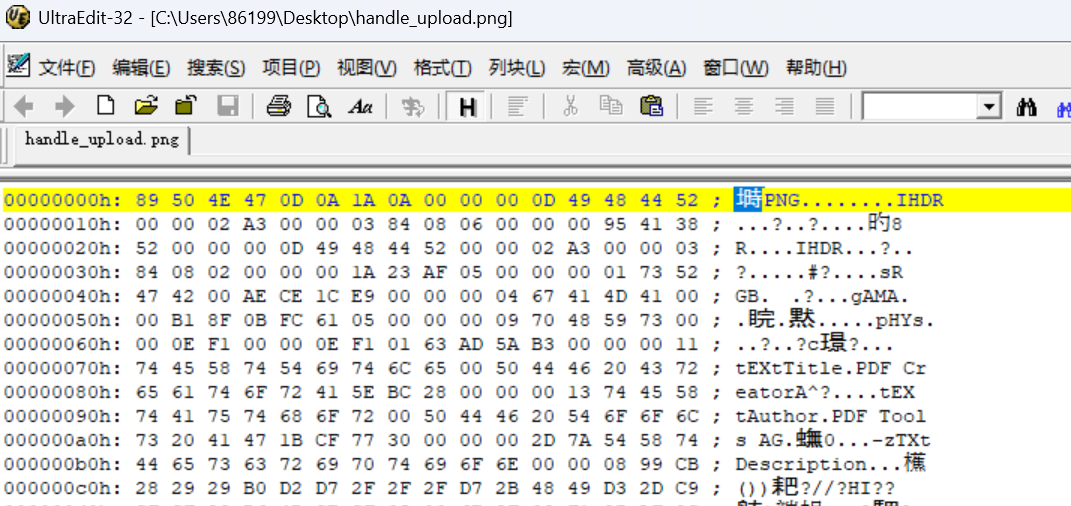 UltraEdit-32 - [C:\Users\86199\Desktop\handle_upload.png]
文件(F) 编辑(E) 搜索(S) 项目(P) 视图(V) 格式(T) 列块(L) 宏(M) 高级(A) 窗口(W) 帮助(H)
handle_upload.png
00000000h: 89 50 4E 47 0D 0A 1A 0A 00 00 00 0D 49 48 44 52 ; 塒PNG........IHDR
00000010h: 00 00 02 A3 00 00 03 84 08 06 00 00 00 95 41 38 ; ...?..?....旳8
00000020h: 52 00 00 00 0D 49 48 44 52 00 00 02 A3 00 00 03 ; R....IHDR...?..
00000030h: 84 08 02 00 00 00 1A 23 AF 05 00 00 00 01 73 52 ; ?.....#?....sR
00000040h: 47 42 00 AE CE 1C E9 00 00 00 04 67 41 4D 41 00 ; GB. .?...gAMA.
00000050h: 00 B1 8F 0B FC 61 05 00 00 00 09 70 48 59 73 00 ; .睆.黙.....pHYs.
00000060h: 00 0E F1 00 00 0E F1 01 63 AD 5A B3 00 00 00 11 ; ..?..?c璟?...
00000070h: 74 45 58 74 54 69 74 6C 65 00 50 44 46 20 43 72 ; tEXtTitle.PDF Cr
00000080h: 65 61 74 6F 72 41 5E BC 28 00 00 00 13 74 45 58 ; eatorA^?....tEX
00000090h: 74 41 75 74 68 6F 72 00 50 44 46 20 54 6F 6F 6C ; tAuthor.PDF Tool
000000a0h: 73 20 41 47 1B CF 77 30 00 00 00 2D 7A 54 58 74 ; s AG.蟱0...-zTXt
000000b0h: 44 65 73 63 72 69 70 74 69 6F 6E 00 00 08 99 CB ; Description...櫵
000000c0h: 28 29 29 B0 D2 D7 2F 2F 2F D7 2B 48 49 D3 2D C9 ; ())耙?//?HI??